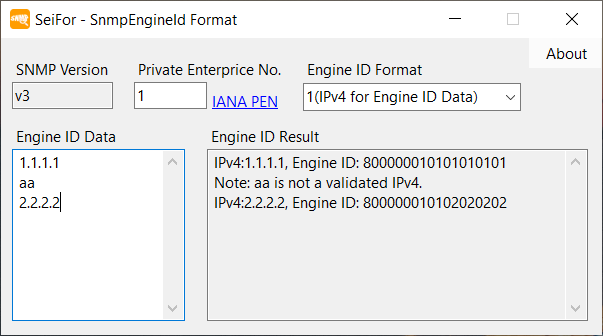 SNMP
SeiFor - SnmpEngineId Format
About
SNMP Version
Private Enterprice No.
Engine ID Format
v3
1
IANA PEN
1(IPv4 for Engine ID Data)
Engine ID Data
Engine ID Result
1.1.1.1
aa
2.2.2.2
IPv4:1.1.1.1, Engine ID: 800000010101010101
Note: aa is not a validated IPv4.
IPv4:2.2.2.2, Engine ID: 800000010102020202